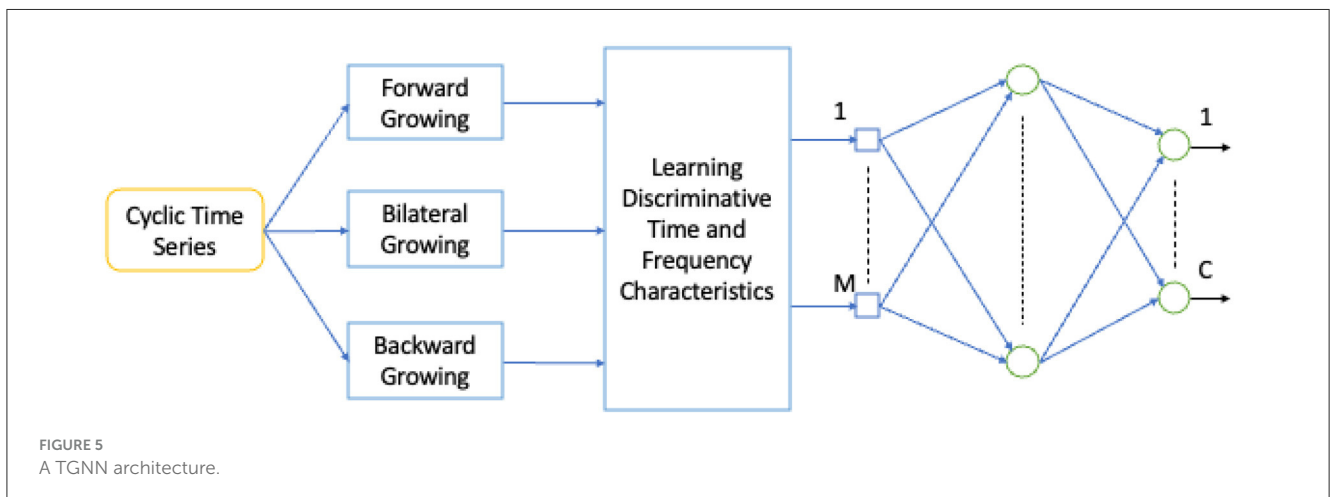 Cyclic Time
Series
Forward
Growing
Bilateral
Growing
Backward
Growing
Learning
Discriminative
Time and
Frequency
Characteristics
1
M
1
C
FIGURE 5
A TGNN architecture.